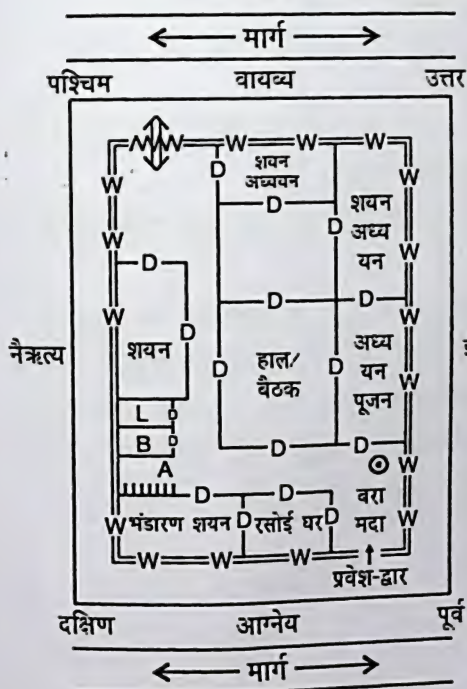 ← मार्ग →
पश्चिम वायव्य उत्तर
W W W W
D शयन
अध्ययन
W W
D D शयन
अध्य
यन
W W
D D D
W शयन D D हाल/
बैठक D अध्य
यन
पूजन W
नैऋत्य
L D
B D
D D
W
A
D D
वरा
मदा
W भंडारण शयन D रसोई घर D
W W W
प्रवेश-द्वार
दक्षिण आग्नेय पूर्व
← मार्ग →